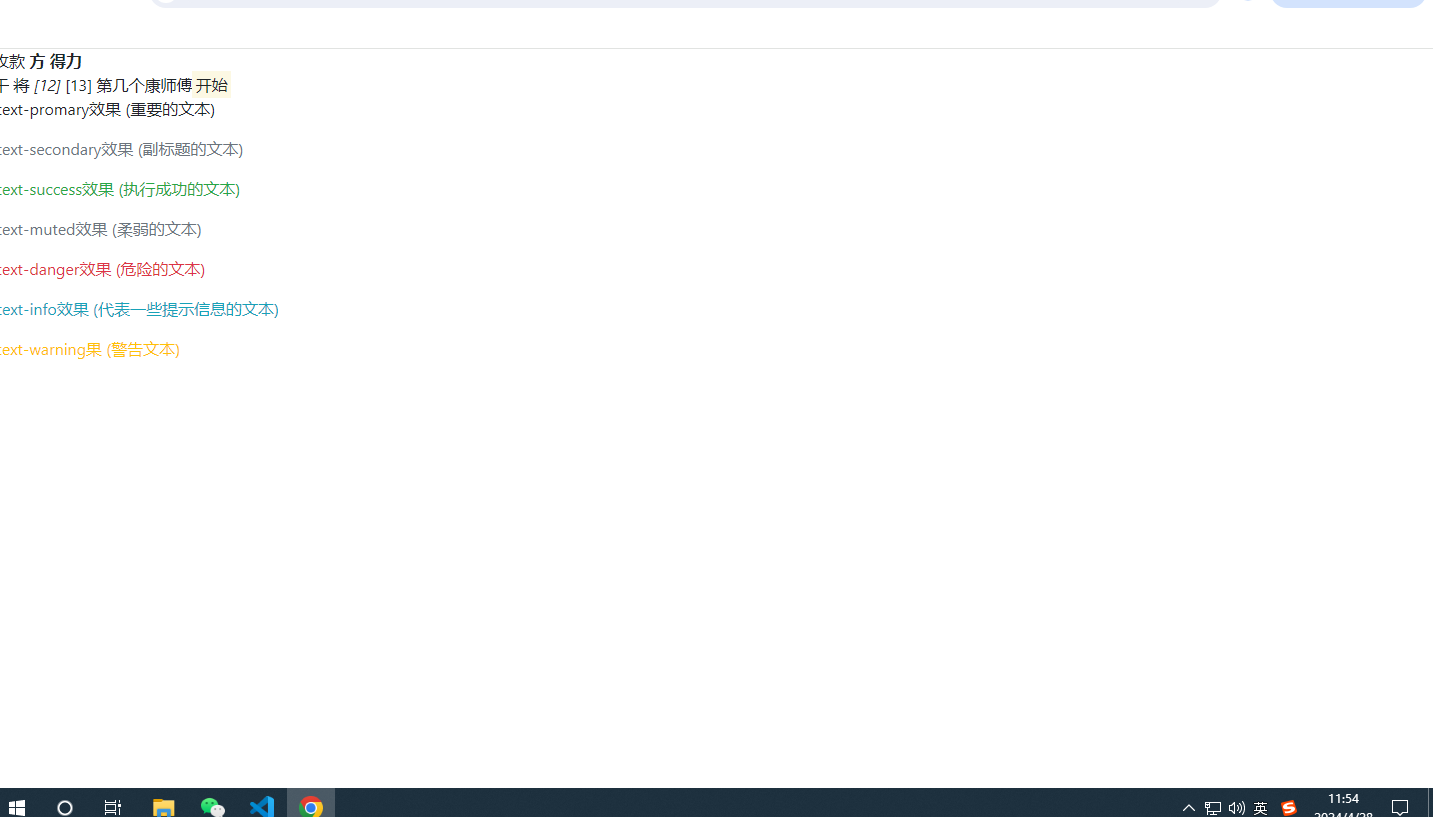 收款 方 得力
干 将 [12] [13] 第几个康师傅 开始
text-promary效果 (重要的文本)
text-secondary效果 (副标题的文本)
text-success效果 (执行成功的文本)
text-muted效果 (柔弱的文本)
text-danger效果 (危险的文本)
text-info效果 (代表一些提示信息的文本)
text-warning果 (警告文本)
英
11:54
2024/4/28